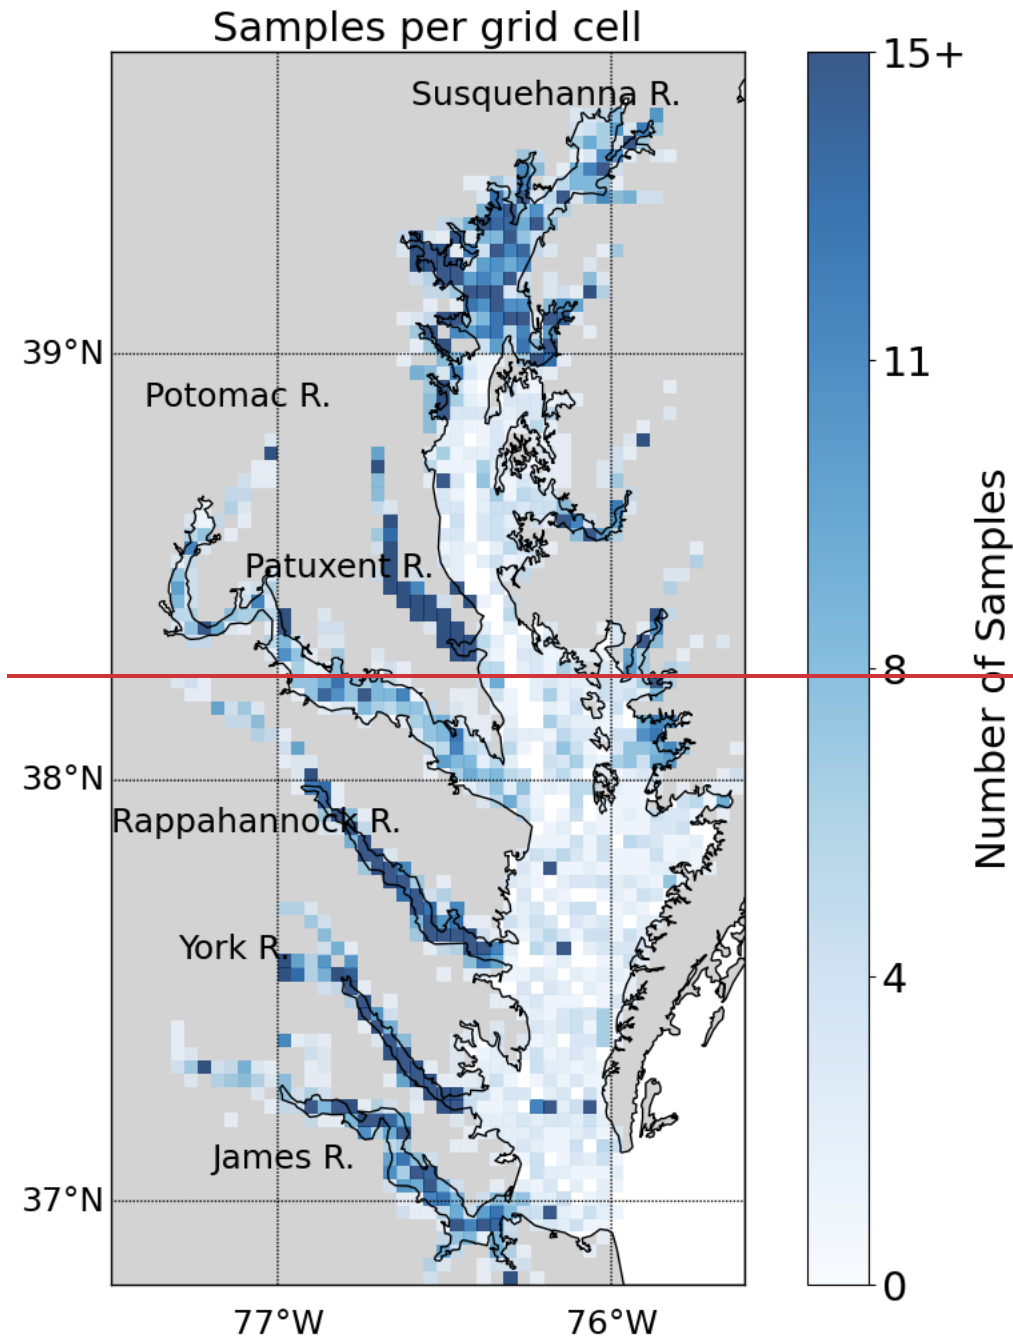 Samples per grid cell
Susquehanna R.
15+
39°N
11
Potomac R.
Patuxent R.
8
Number of Samples
38°N
Rappahannock R.
York R.
4
James R.
37°N
0
77°W
76°W